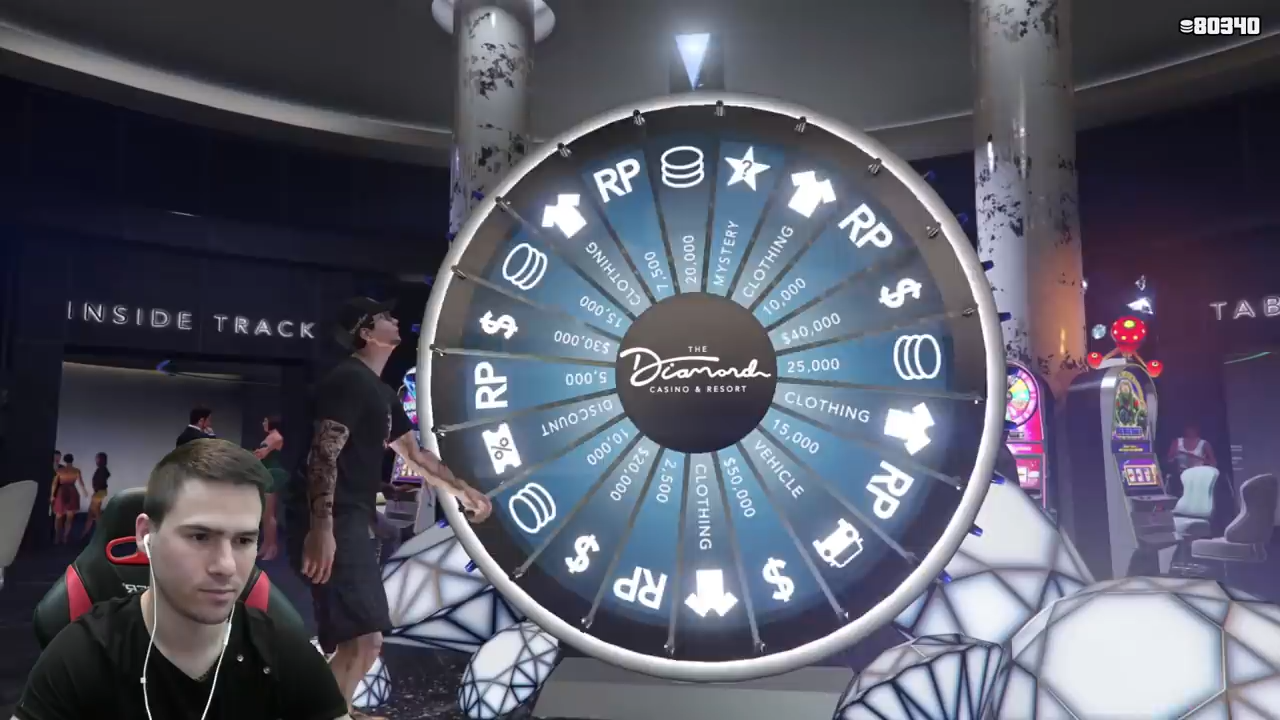 80340
INSIDE TRACK
TAB
RP
?
RP
RP
RP
RP
$
$
$
$
%
20,000
MYSTERY
CLOTHING
10,000
$40,000
25,000
CLOTHING
15,000
VEHICLE
$50,000
CLOTHING
2,500
$20,000
10,000
DISCOUNT
5,000
$30,000
15,000
CLOTHING
7,500
THE
Diamond
CASINO & RESORT